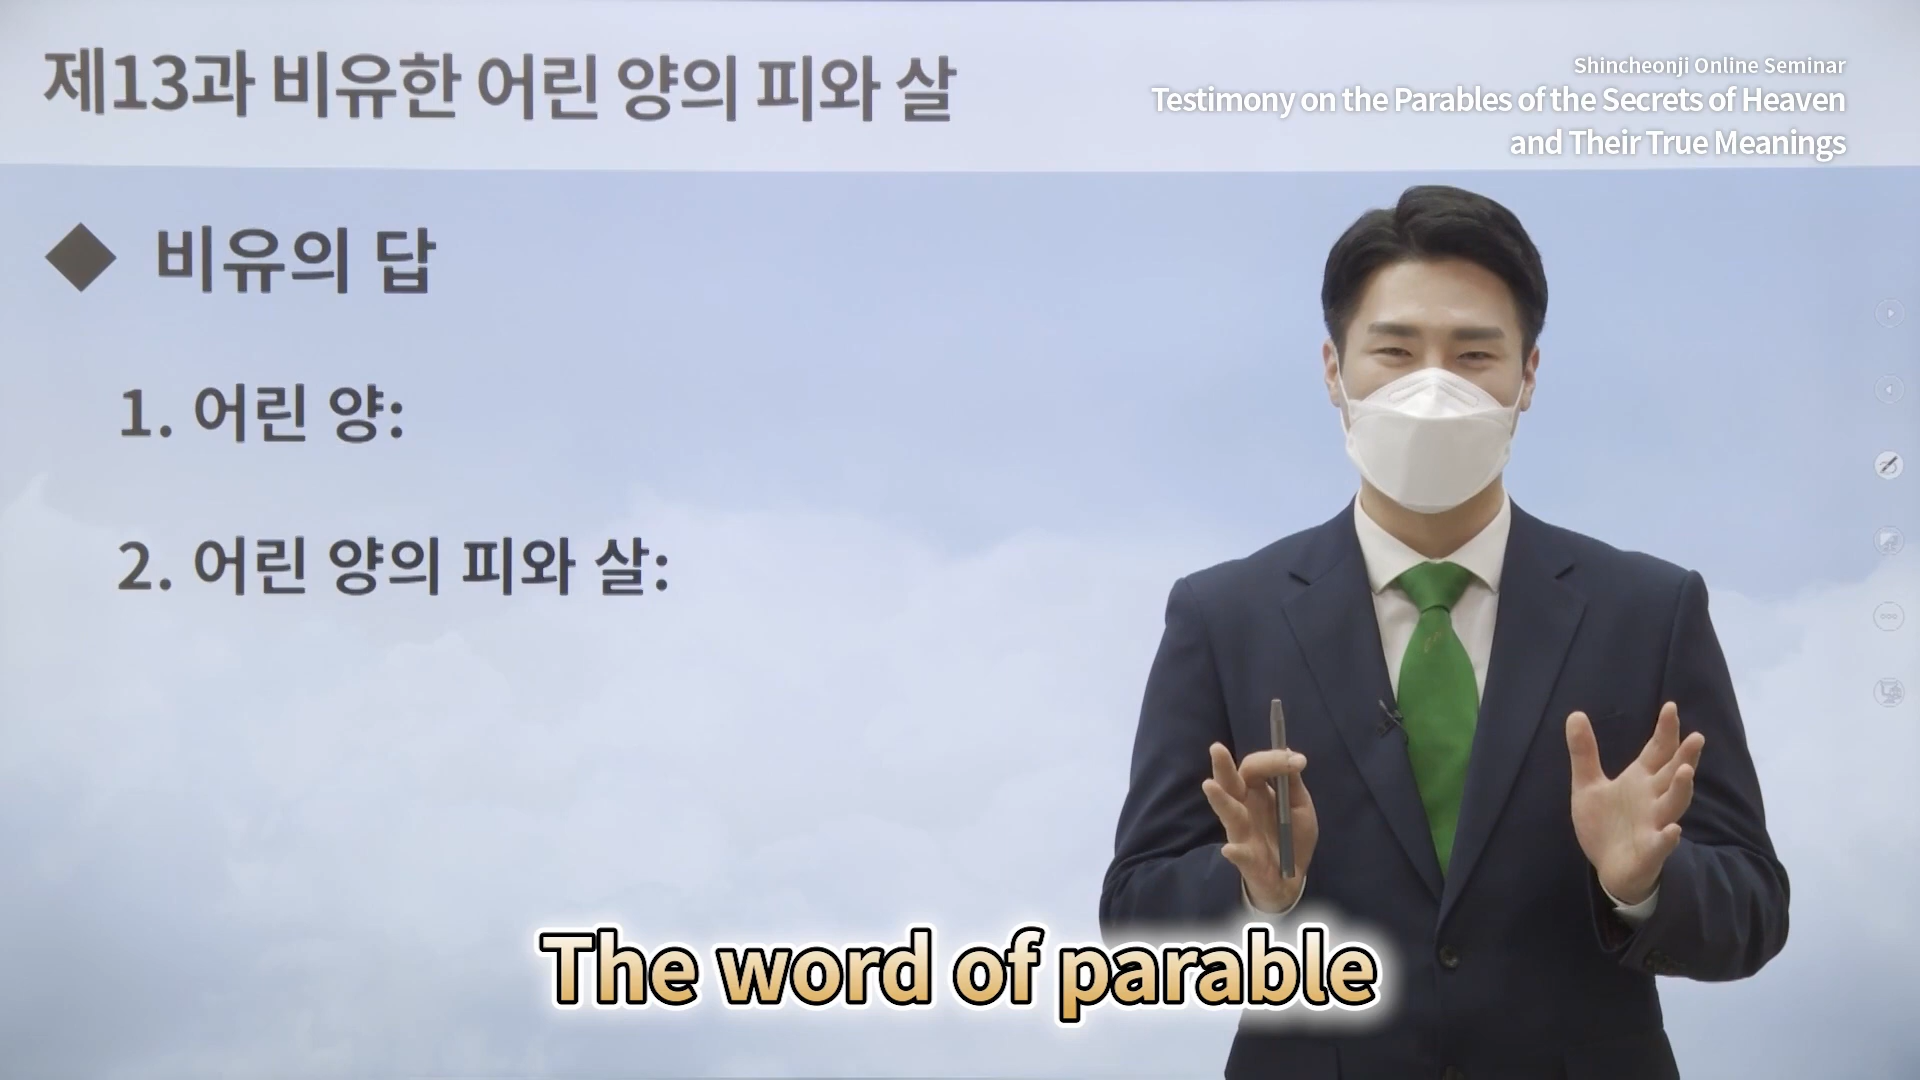 제13과 비유한 어린 양의 피와 살
Shincheonji Online Seminar
Testimony on the Parables of the Secrets of Heaven
and Their True Meanings
◆ 비유의 답
1. 어린 양:
2. 어린 양의 피와 살:
The word of parable